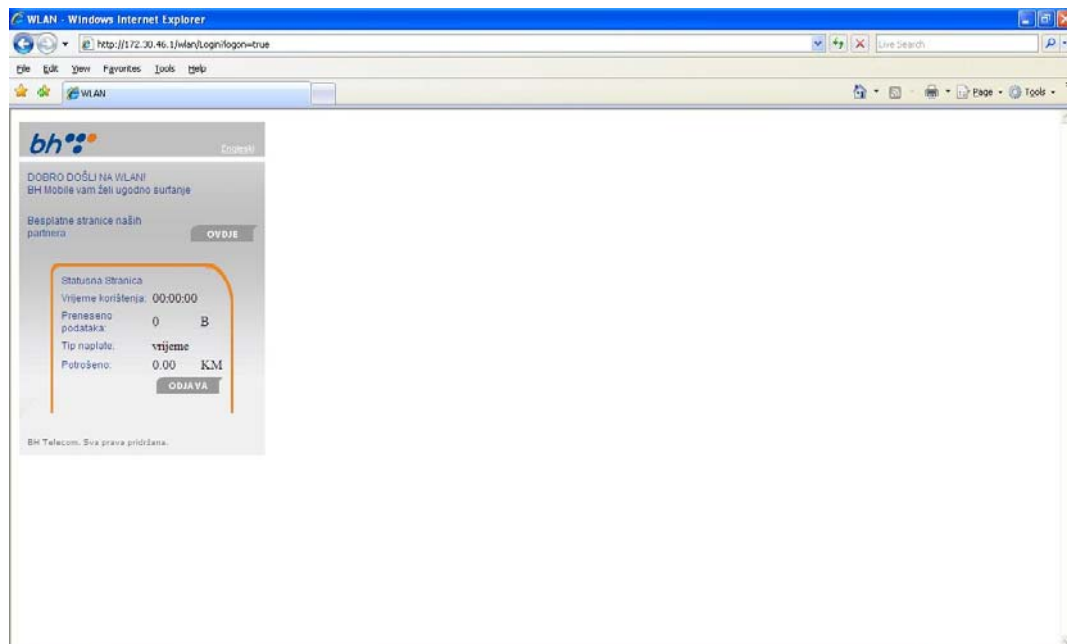 WLAN - Windows Internet Explorer
http://172.30.46.1/wlan/Login?logon=true
Live Search
File Edit View Favorites Tools Help
WLAN
Page Tools
bh
Engleski
DOBRO DOŠLI NA WLAN!
BH Mobile vam želi ugodno surfanje
Besplatne stranice naših
partnera
OVDJE
Statusna Stranica
Vrijeme korištenja: 00:00:00
Preneseno
podataka: 0 B
Tip naplate: vrijeme
Potrošeno: 0.00 KM
ODJAVA
BH Telecom. Sva prava pridržana.